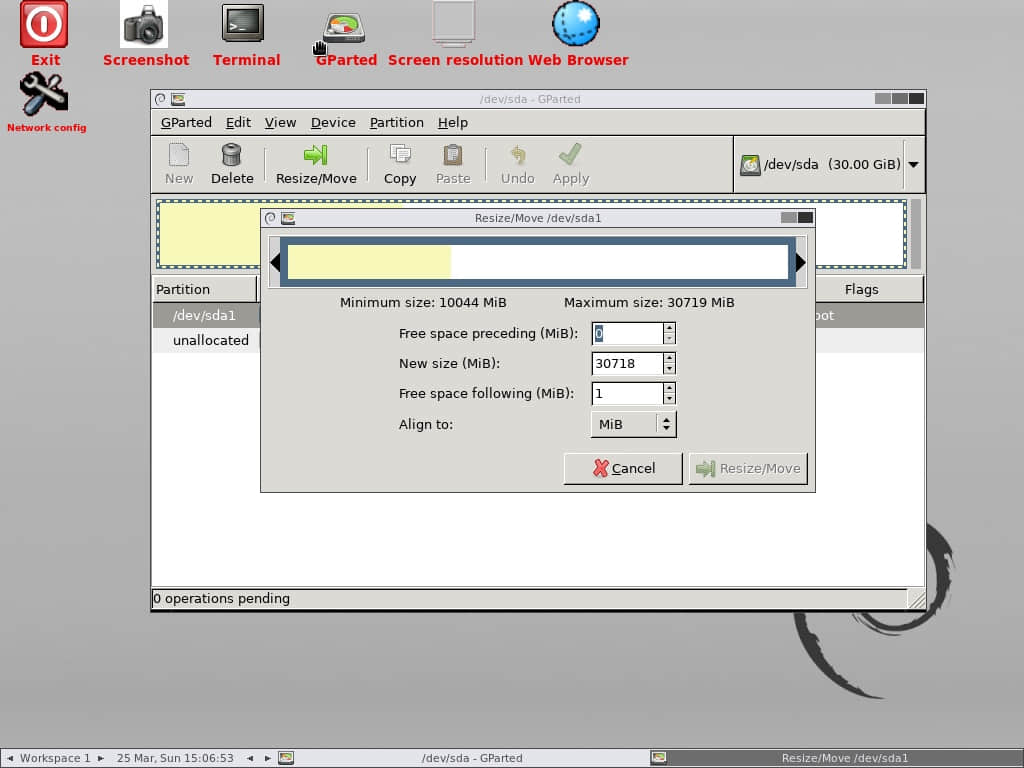 Exit
Screenshot
Terminal
GParted
Screen resolution
Web Browser
Network config
/dev/sda - GParted
GParted Edit View Device Partition Help
New
Delete
Resize/Move
Copy
Paste
Undo
Apply
/dev/sda (30.00 GiB)
Partition
Flags
/dev/sda1
unallocated
Resize/Move /dev/sda1
Minimum size: 10044 MiB
Maximum size: 30719 MiB
Free space preceding (MiB): 0
New size (MiB): 30718
Free space following (MiB): 1
Align to: MiB
Cancel
Resize/Move
0 operations pending
Workspace 1
25 Mar, Sun 15:06:53
/dev/sda - GParted
Resize/Move /dev/sda1